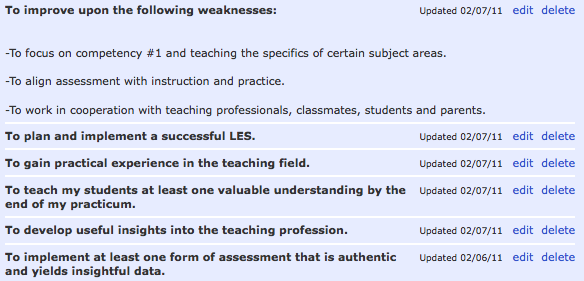 To improve upon the following weaknesses: Updated 02/07/11 edit delete
-To focus on competency #1 and teaching the specifics of certain subject areas.
-To align assessment with instruction and practice.
-To work in cooperation with teaching professionals, classmates, students and parents.
To plan and implement a successful LES. Updated 02/07/11 edit delete
To gain practical experience in the teaching field. Updated 02/07/11 edit delete
To teach my students at least one valuable understanding by the Updated 02/07/11 edit delete
end of my practicum.
To develop useful insights into the teaching profession. Updated 02/07/11 edit delete
To implement at least one form of assessment that is authentic Updated 02/06/11 edit delete
and yields insightful data.